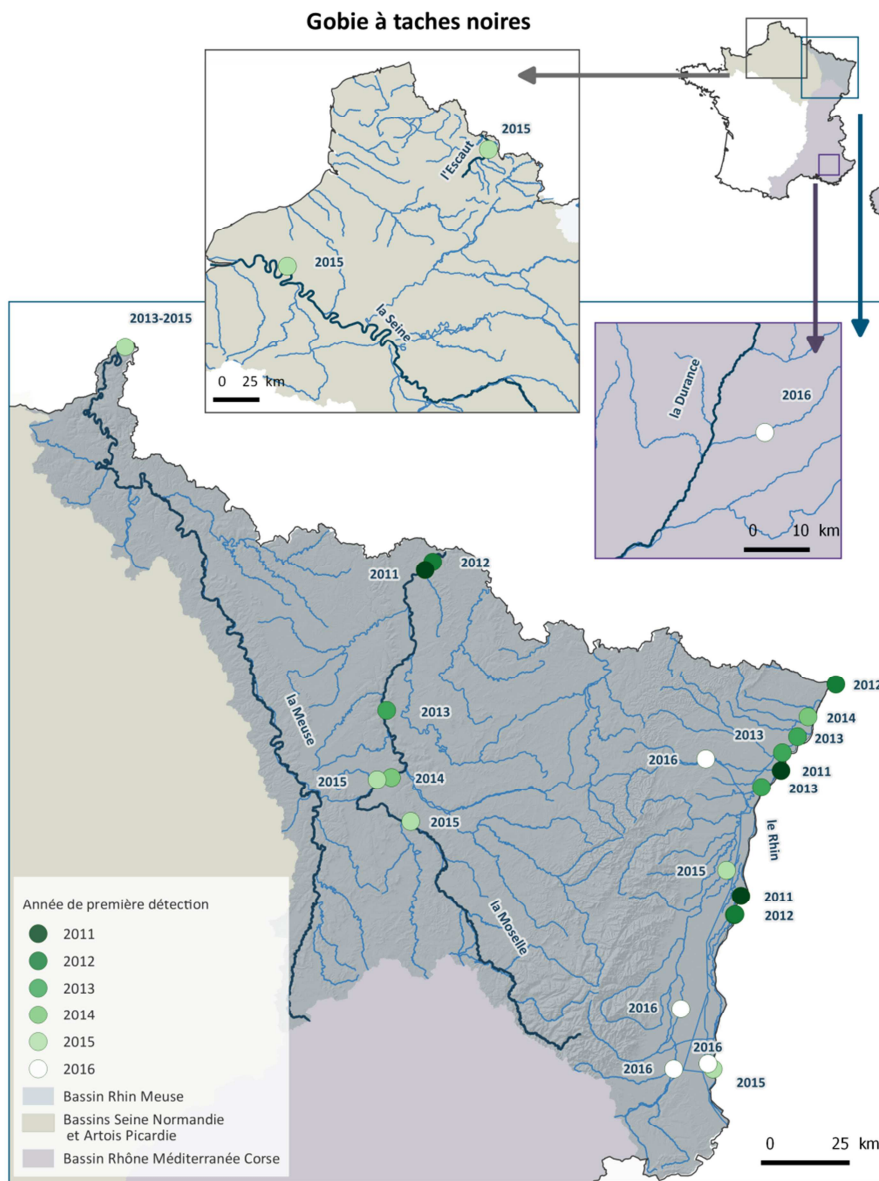 Gobie à taches noires
2015
l'Escaut
2015
la Seine
0 25 km
2013-2015
la Durance
2016
0 10 km
2011
2012
2012
la Meuse
2013
2014
2013
2013
2016
2015
2014
2011
2013
2015
le Rhin
2015
2011
2012
la Moselle
2016
2016
2016
2015
0 25 km
Année de première détection
2011
2012
2013
2014
2015
2016
Bassin Rhin Meuse
Bassins Seine Normandie
et Artois Picardie
Bassin Rhône Méditerranée Corse